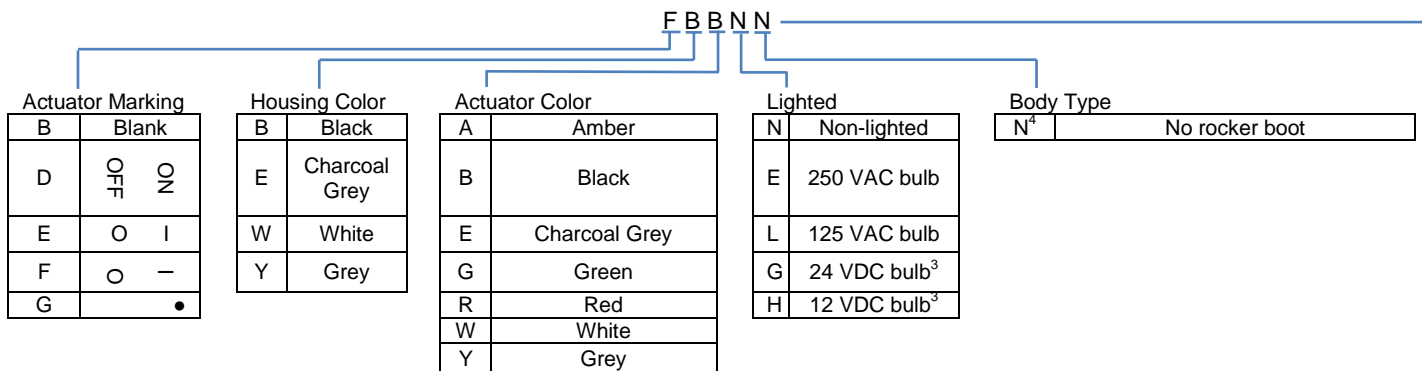 F B B N N
Actuator Marking
B Blank
D OFF ON
E O I
F O I
G ●
Housing Color
B Black
E Charcoal Grey
W White
Y Grey
Actuator Color
A Amber
B Black
E Charcoal Grey
G Green
R Red
W White
Y Grey
Lighted
N Non-lighted
E 250 VAC bulb
L 125 VAC bulb
G 24 VDC bulb³
H 12 VDC bulb³
Body Type
N⁴ No rocker boot